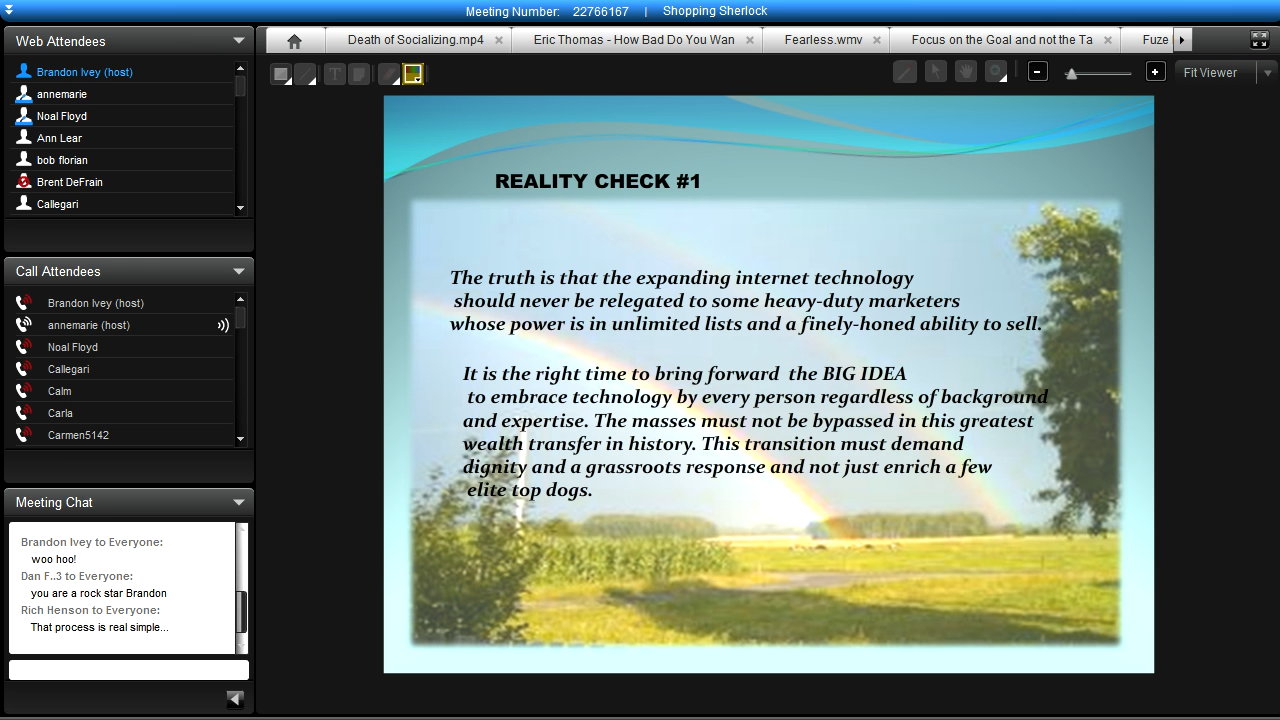 Meeting Number: 22766167 | Shopping Sherlock
Web Attendees
Brandon Ivey (host)
annemarie
Noal Floyd
Ann Lear
bob florian
Brent DeFrain
Callegari
Call Attendees
Brandon Ivey (host)
annemarie (host)
Noal Floyd
Callegari
Calm
Carla
Carmen5142
Meeting Chat
Brandon Ivey to Everyone:
woo hoo!
Dan F..3 to Everyone:
you are a rock star Brandon
Rich Henson to Everyone:
That process is real simple...
Death of Socializing.mp4
Eric Thomas - How Bad Do You Wan
Fearless.wmv
Focus on the Goal and not the Ta
Fuze
T
Fit Viewer
REALITY CHECK #1
The truth is that the expanding internet technology
should never be relegated to some heavy-duty marketers
whose power is in unlimited lists and a finely-honed ability to sell.
It is the right time to bring forward the BIG IDEA
to embrace technology by every person regardless of background
and expertise. The masses must not be bypassed in this greatest
wealth transfer in history. This transition must demand
dignity and a grassroots response and not just enrich a few
elite top dogs.